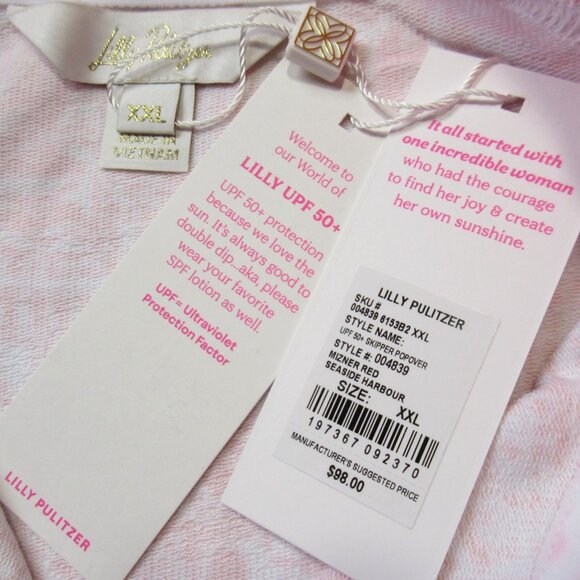 Lilly Pulitzer
XXL
MADE IN
VIETNAM
Welcome to
our World of
LILLY UPF 50+
UPF 50+ protection
because we love the
sun. It's always good to
double dip...aka, please
wear your favorite
SPF lotion as well.
UPF= Ultraviolet
Protection Factor
LILLY PULITZER
It all started with
one incredible woman
who had the courage
to find her joy & create
her own sunshine.
LILLY PULITZER
SKU #
004839 6153B2 XXL
STYLE NAME:
UPF 50+ SKIPPER POPOVER
STYLE #: 004839
MIZNER RED
SEASIDE HARBOUR
SIZE: XXL
197367 092370
MANUFACTURER'S SUGGESTED PRICE
$98.00